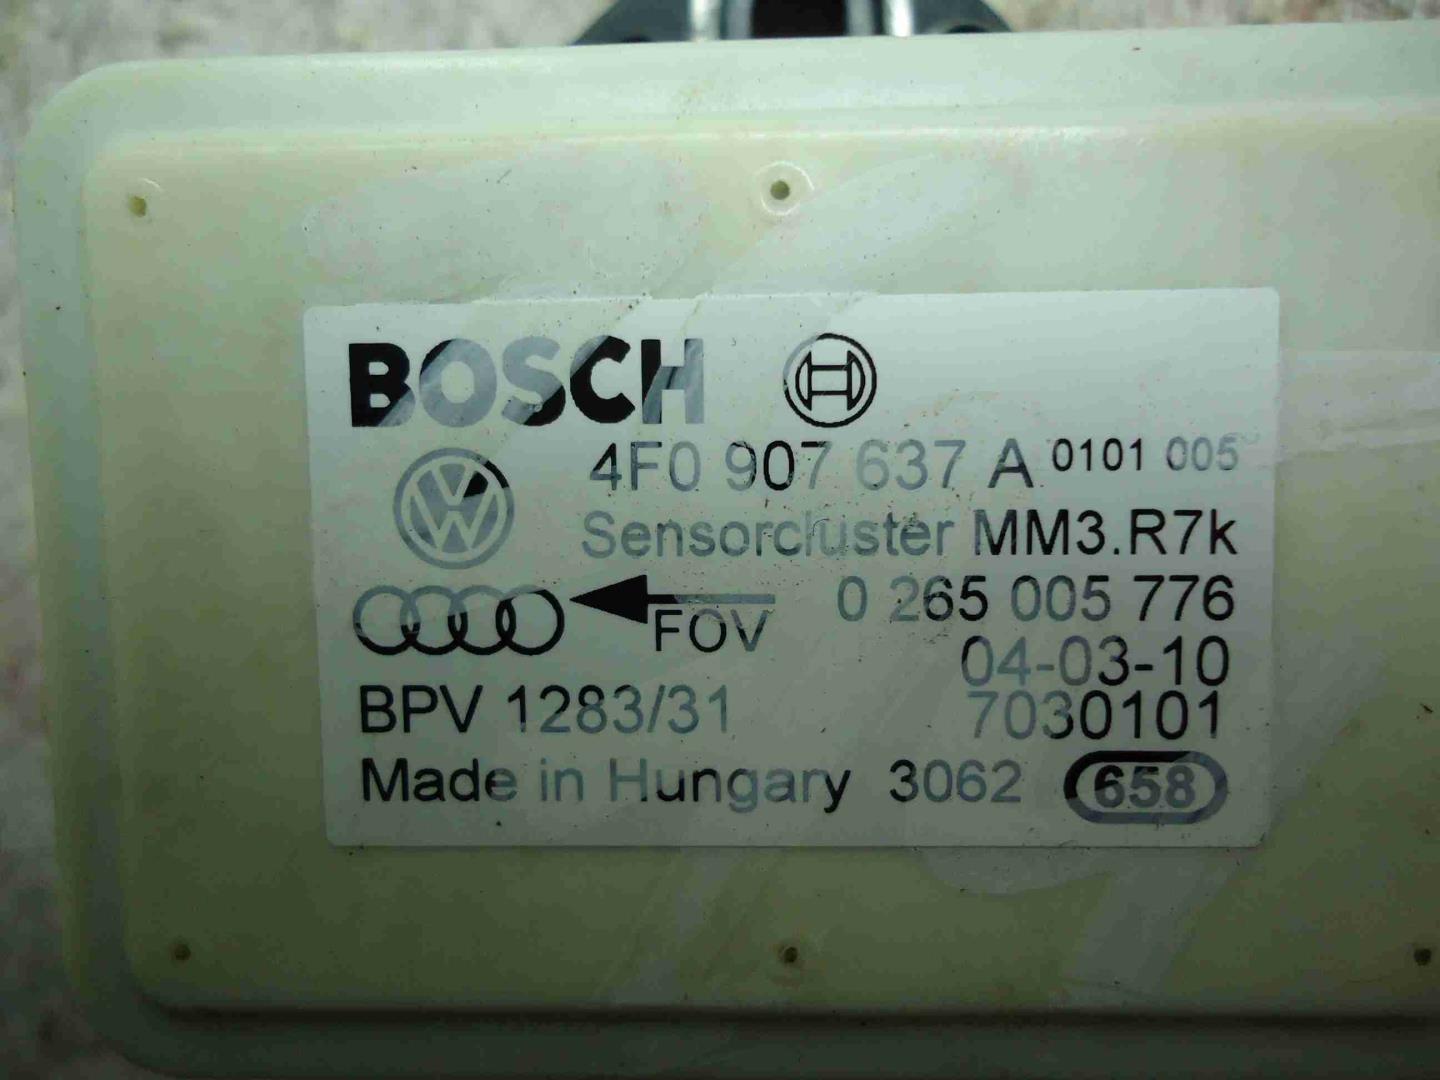 BOSCH
4F0 907 637 A 0101 005
Sensorcluster MM3.R7k
FOV 0 265 005 776
04-03-10
BPV 1283/31 7030101
Made in Hungary 3062 658